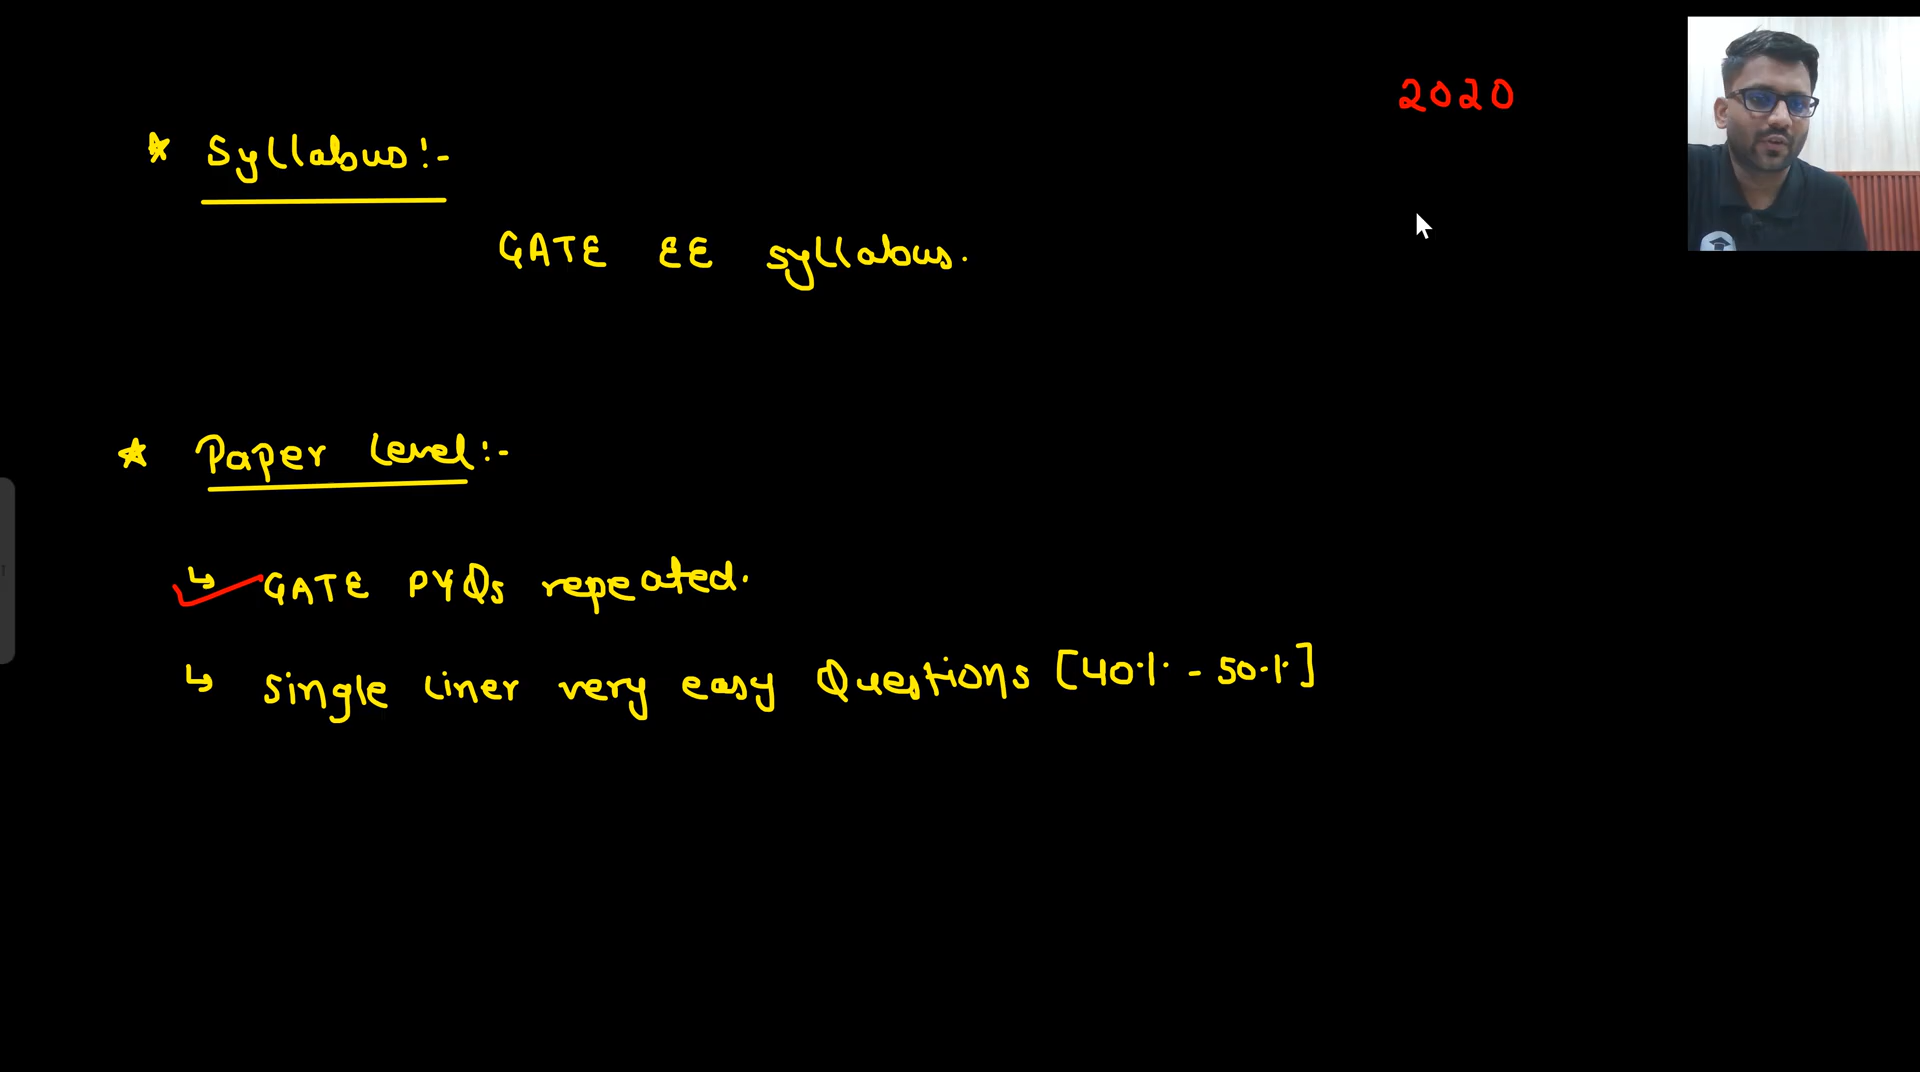 2020
* Syllabus:-
GATE EE syllabus.
* Paper Level:-
↳ GATE PYQs repeated.
↳ Single Liner very easy Questions [40% - 50%]